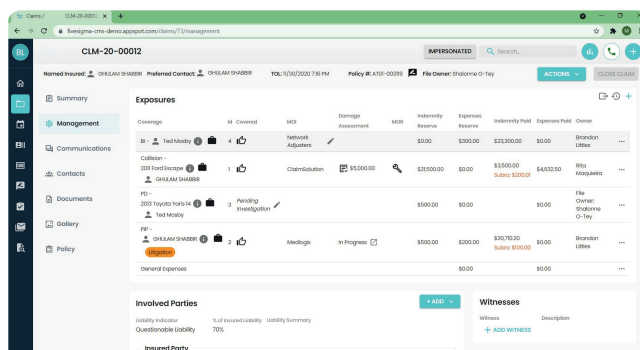 Claims / CLM-20-00012
fivesigma-cms-demo.appspot.com/claims/73/management
BL CLM-20-00012 IMPERSONATED Search...
Named Insured: GHULAM SHABBIR Preferred Contact: GHULAM SHABBIR TOL: 11/30/2020 7:16 PM Policy #: A1D1-003R9 File Owner: Shalonne O-Tey ACTIONS CLOSE CLAIM
Summary
Management
Communications
Contacts
Documents
Gallery
Policy
Exposures
Coverage M Covered MOI Damage Assessment MOR Indemnity Reserve Expenses Reserve Indemnity Paid Expenses Paid Owner
BI - Ted Mosby 4 Network Adjusters $0.00 $300.00 $23,300.00 $0.00 Brandon Littles
Collision -
2011 Ford Escape 1 ClaimSolution $5,000.00 $21,500.00 $0.00 $3,500.00 Subro: $200.01 $4,632.50 Rita Maquieira
GHULAM SHABBIR
PD -
2013 Toyota Yaris 14 3 Pending Investigation $500.00 $0.00 $0.00 File Owner: Shalonne O-Tey
Ted Mosby
PIP -
GHULAM SHABBIR 2 Medlogix In Progress $500.00 $200.00 $30,710.20 Subro: 1000.00 $0.00 Brandon Littles
Litigation
General Expenses $0.00 $0.00
Involved Parties + ADD
Liability Indicator % of Insured Liability Liability Summary
Questionable Liability 70%
Insured Party
Witnesses
Witness Description
+ ADD WITNESS